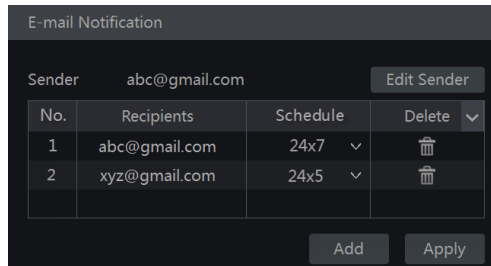 E-mail Notification
Sender abc@gmail.com Edit Sender
No. Recipients Schedule Delete
1 abc@gmail.com 24x7
2 xyz@gmail.com 24x5
Add Apply